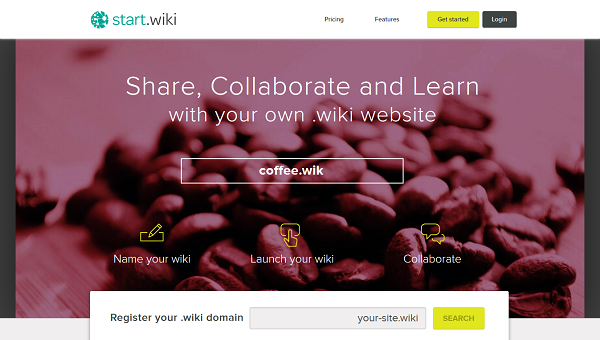 start.wiki
Pricing
Features
Get started
Login
Share, Collaborate and Learn
with your own .wiki website
coffee.wik
Name your wiki
Launch your wiki
Collaborate
Register your .wiki domain
your-site.wiki
SEARCH